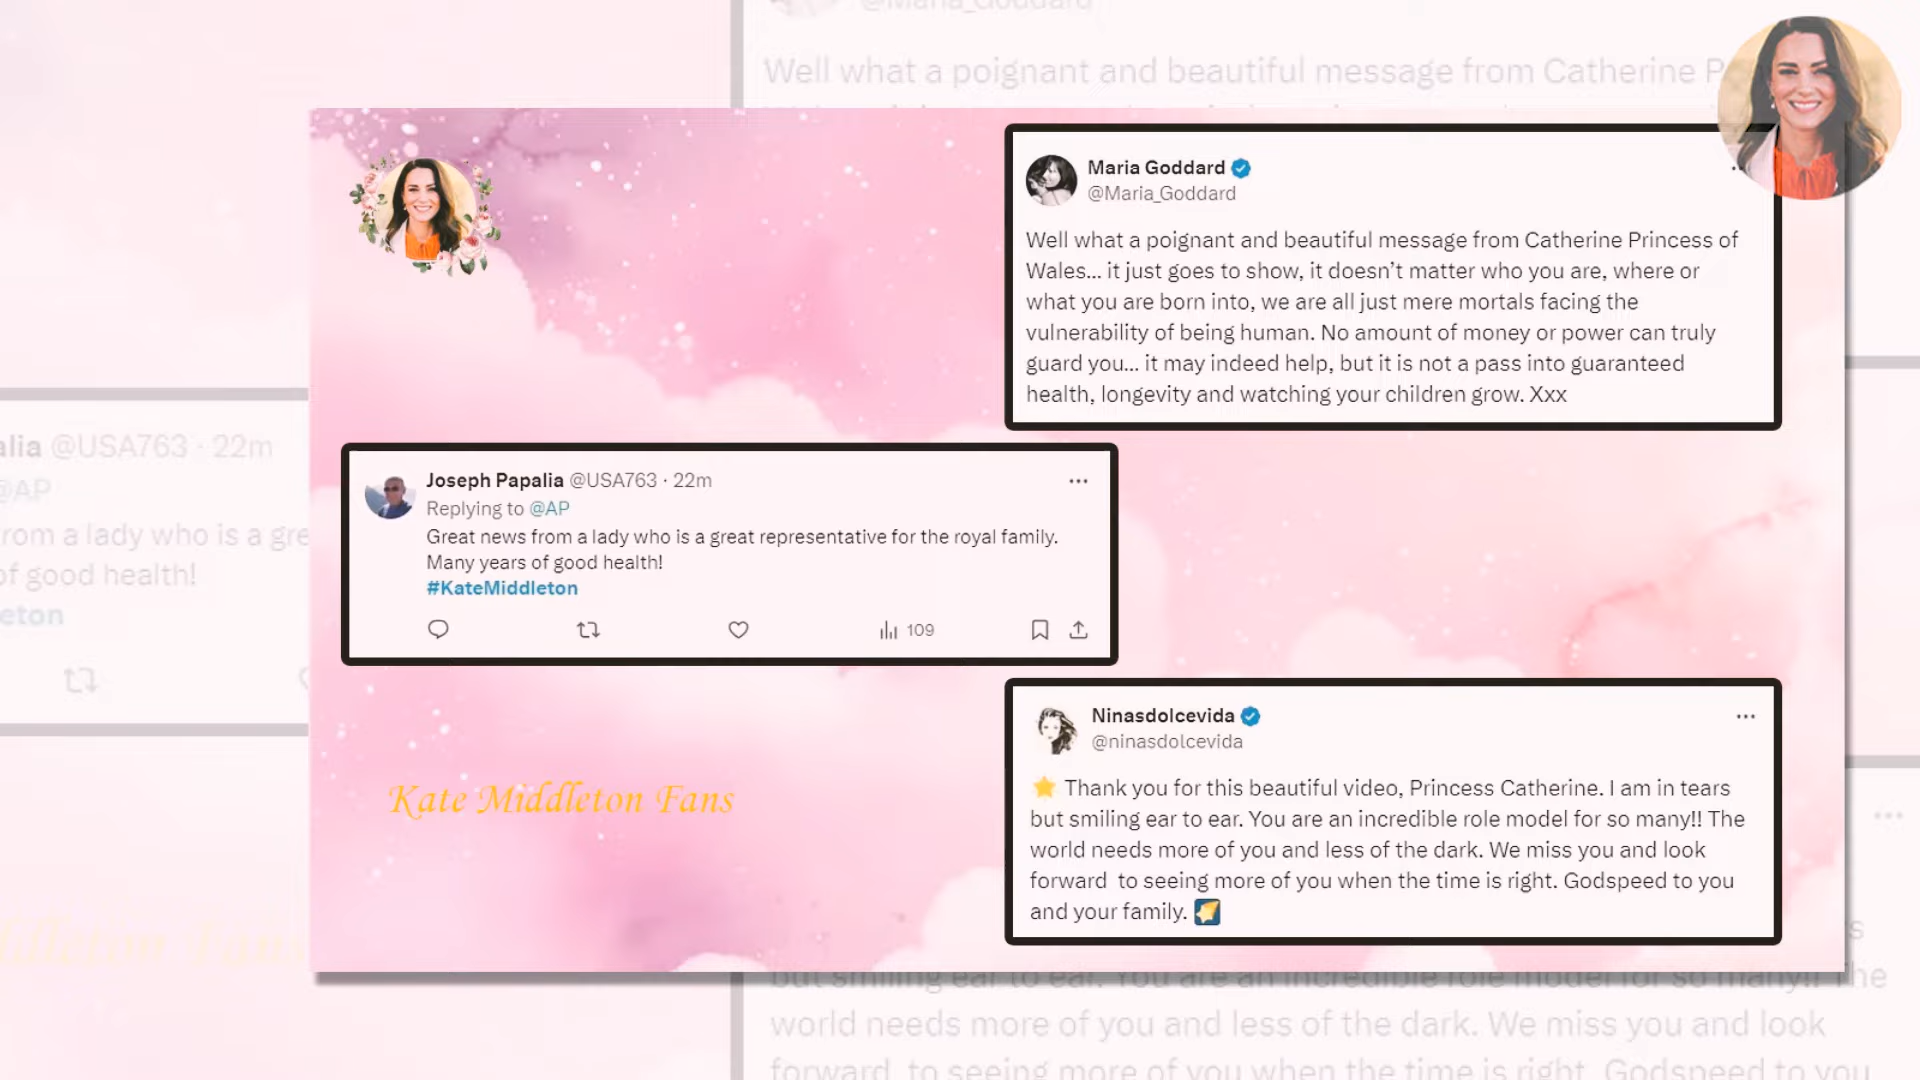 @Maria_Goddard
Well what a poignant and beautiful message from Catherine P
Maria Goddard
@Maria_Goddard
Well what a poignant and beautiful message from Catherine Princess of
Wales... it just goes to show, it doesn’t matter who you are, where or
what you are born into, we are all just mere mortals facing the
vulnerability of being human. No amount of money or power can truly
guard you... it may indeed help, but it is not a pass into guaranteed
health, longevity and watching your children grow. Xxx
alia @USA763 · 22m
@AP
rom a lady who is a gre
of good health!
eton
Joseph Papalia @USA763 · 22m
Replying to @AP
Great news from a lady who is a great representative for the royal family.
Many years of good health!
#KateMiddleton
109
Kate Middleton Fans
Ninasdolcevida
@ninasdolcevida
⭐ Thank you for this beautiful video, Princess Catherine. I am in tears
but smiling ear to ear. You are an incredible role model for so many!! The
world needs more of you and less of the dark. We miss you and look
forward to seeing more of you when the time is right. Godspeed to you
and your family. 🌠
ddleton Fans
but smiling ear to ear. You are an incredible role model for so many!! The
world needs more of you and less of the dark. We miss you and look
forward to seeing more of you when the time is right. Godspeed to you